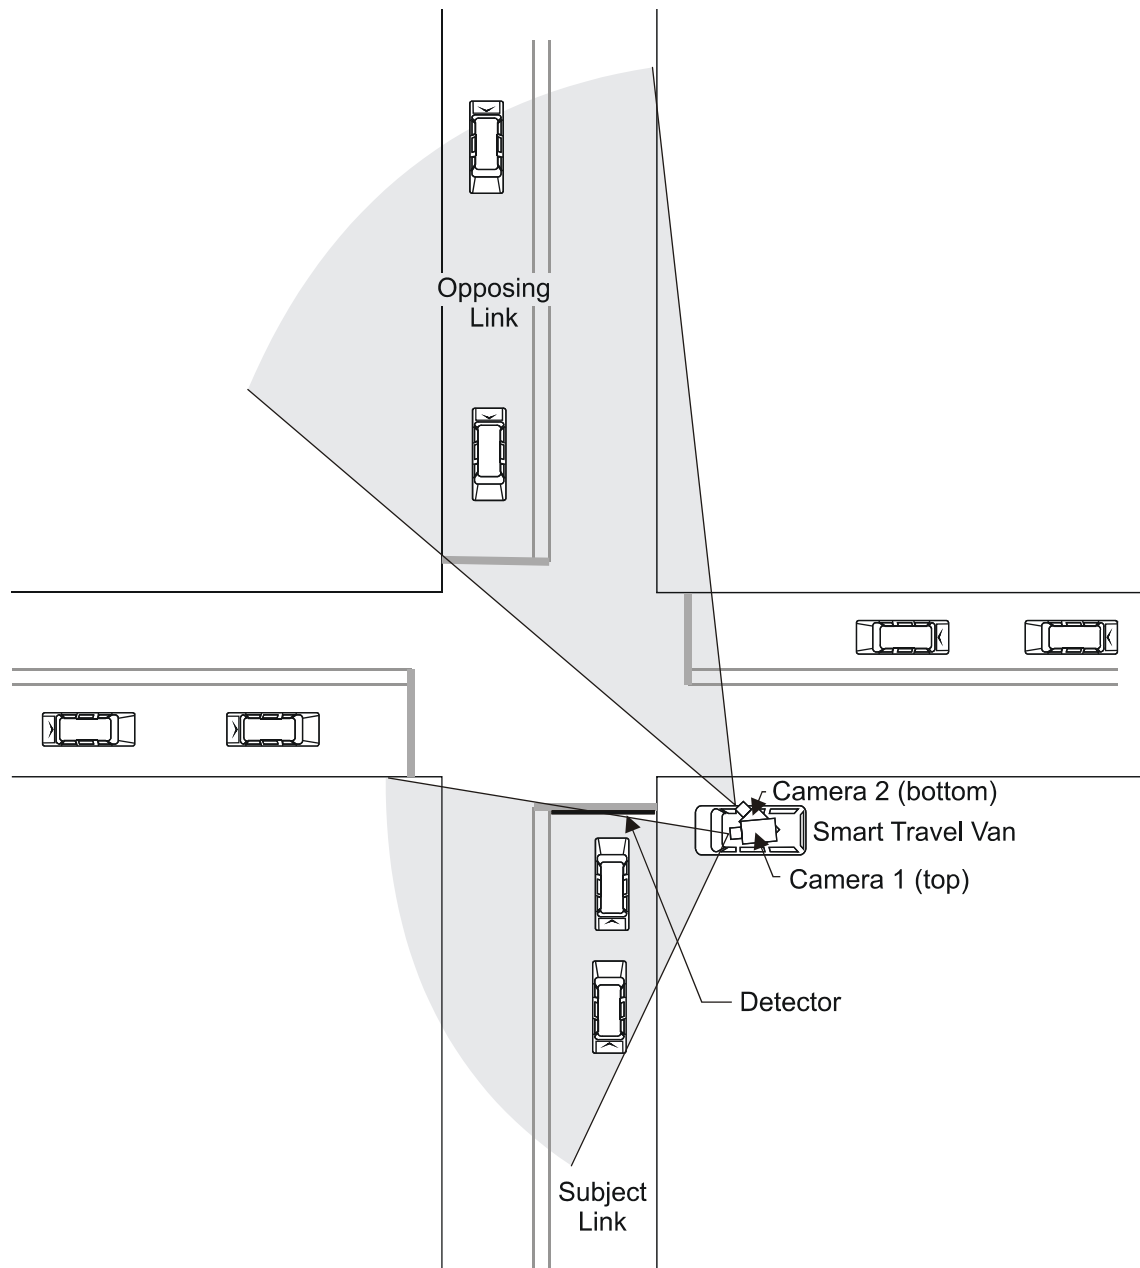 Opposing
Link
Camera 2 (bottom)
Smart Travel Van
Camera 1 (top)
Detector
Subject
Link